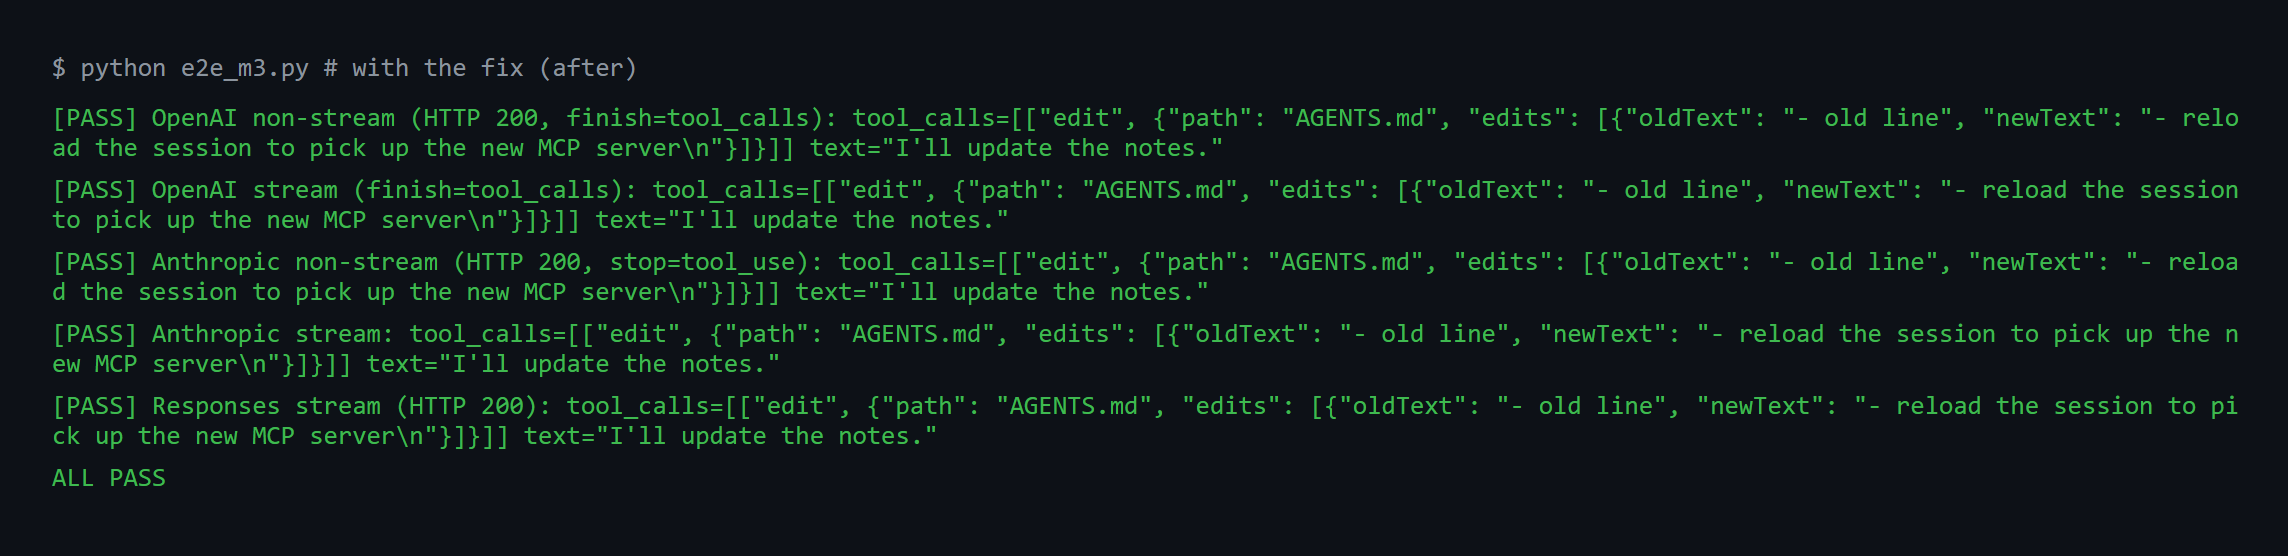 $ python e2e_m3.py # with the fix (after)
[PASS] OpenAI non-stream (HTTP 200, finish=tool_calls): tool_calls=[["edit", {"path": "AGENTS.md", "edits": [{"oldText": "- old line", "newText": "- relo
ad the session to pick up the new MCP server\n"}]}]] text="I'll update the notes."
[PASS] OpenAI stream (finish=tool_calls): tool_calls=[["edit", {"path": "AGENTS.md", "edits": [{"oldText": "- old line", "newText": "- reload the session
to pick up the new MCP server\n"}]}]] text="I'll update the notes."
[PASS] Anthropic non-stream (HTTP 200, stop=tool_use): tool_calls=[["edit", {"path": "AGENTS.md", "edits": [{"oldText": "- old line", "newText": "- reloa
d the session to pick up the new MCP server\n"}]}]] text="I'll update the notes."
[PASS] Anthropic stream: tool_calls=[["edit", {"path": "AGENTS.md", "edits": [{"oldText": "- old line", "newText": "- reload the session to pick up the n
ew MCP server\n"}]}]] text="I'll update the notes."
[PASS] Responses stream (HTTP 200): tool_calls=[["edit", {"path": "AGENTS.md", "edits": [{"oldText": "- old line", "newText": "- reload the session to pi
ck up the new MCP server\n"}]}]] text="I'll update the notes."
ALL PASS